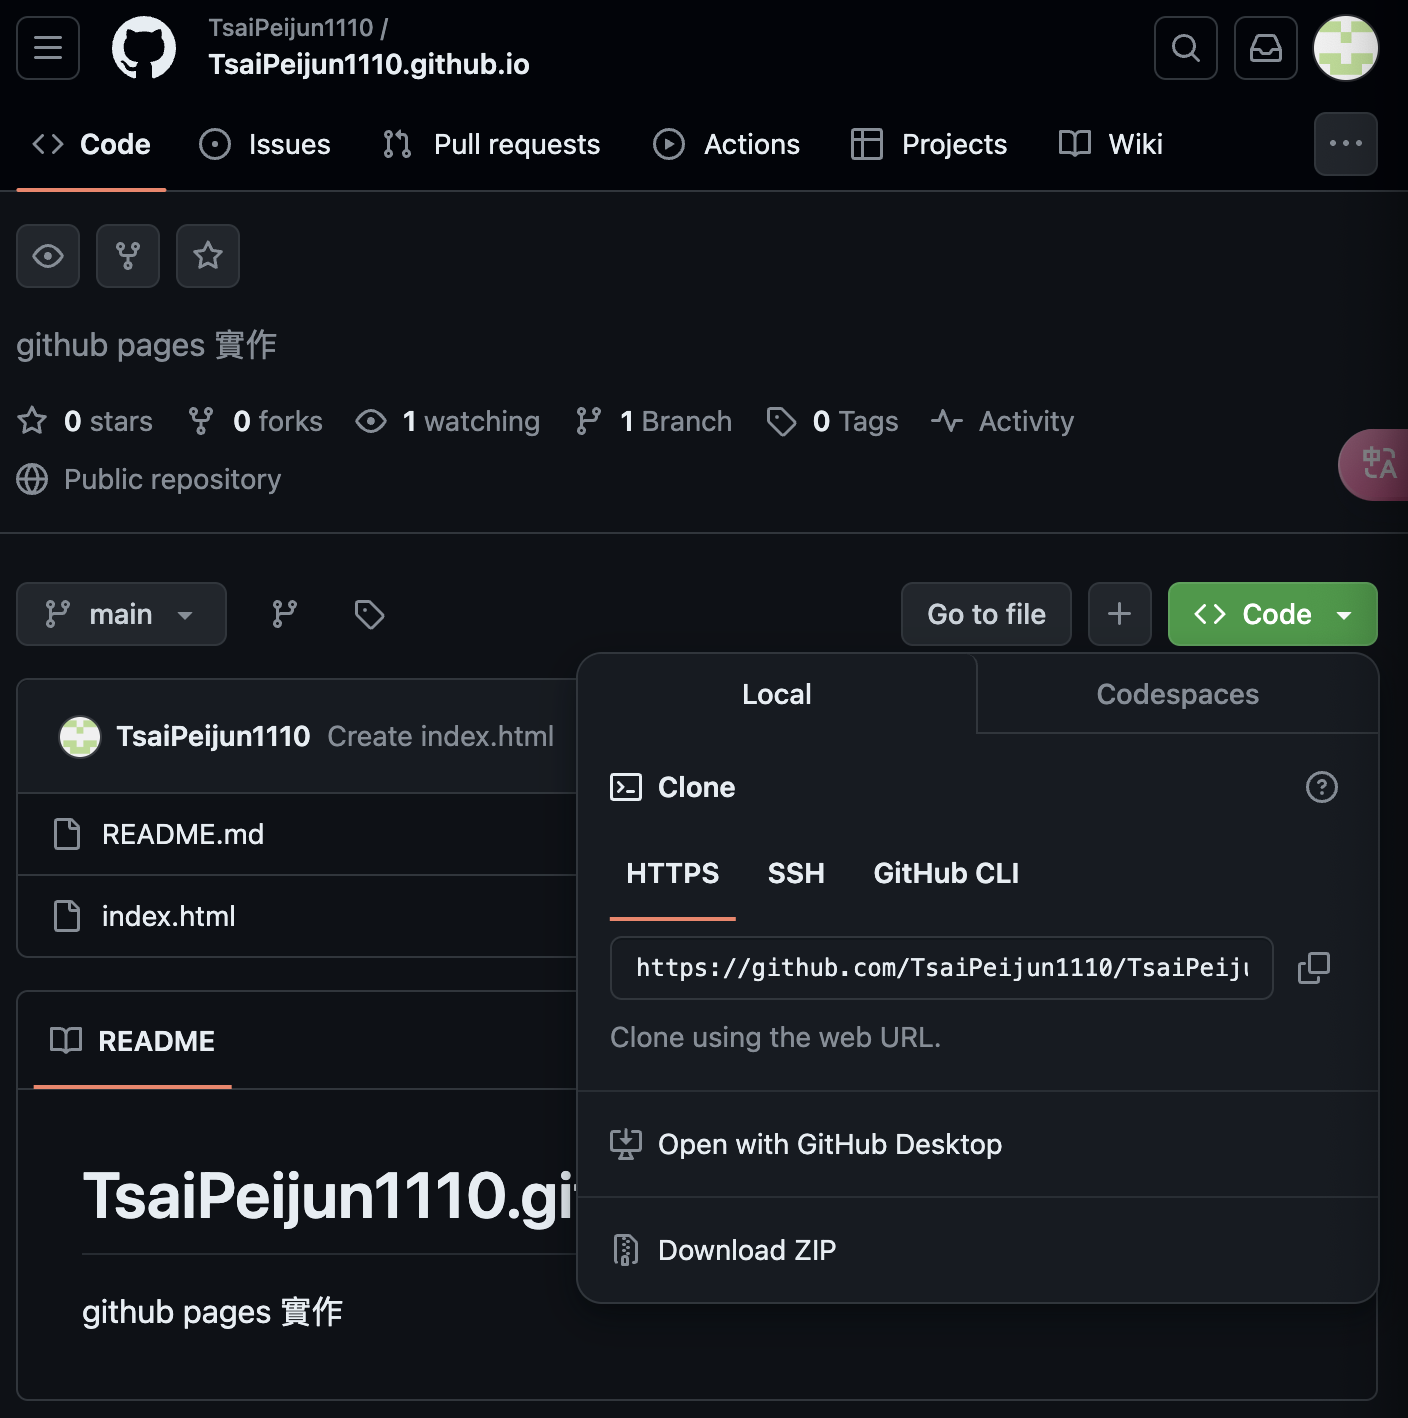 TsaiPeijun1110 /
TsaiPeijun1110.github.io
Code Issues Pull requests Actions Projects Wiki
github pages 實作
0 stars 0 forks 1 watching 1 Branch 0 Tags Activity
Public repository
中A
main Go to file Code
Local Codespaces
TsaiPeijun1110 Create index.html
Clone
README.md
HTTPS SSH GitHub CLI
index.html
https://github.com/TsaiPeijun1110/TsaiPeiju
Clone using the web URL.
README
Open with GitHub Desktop
TsaiPeijun1110.gi
Download ZIP
github pages 實作